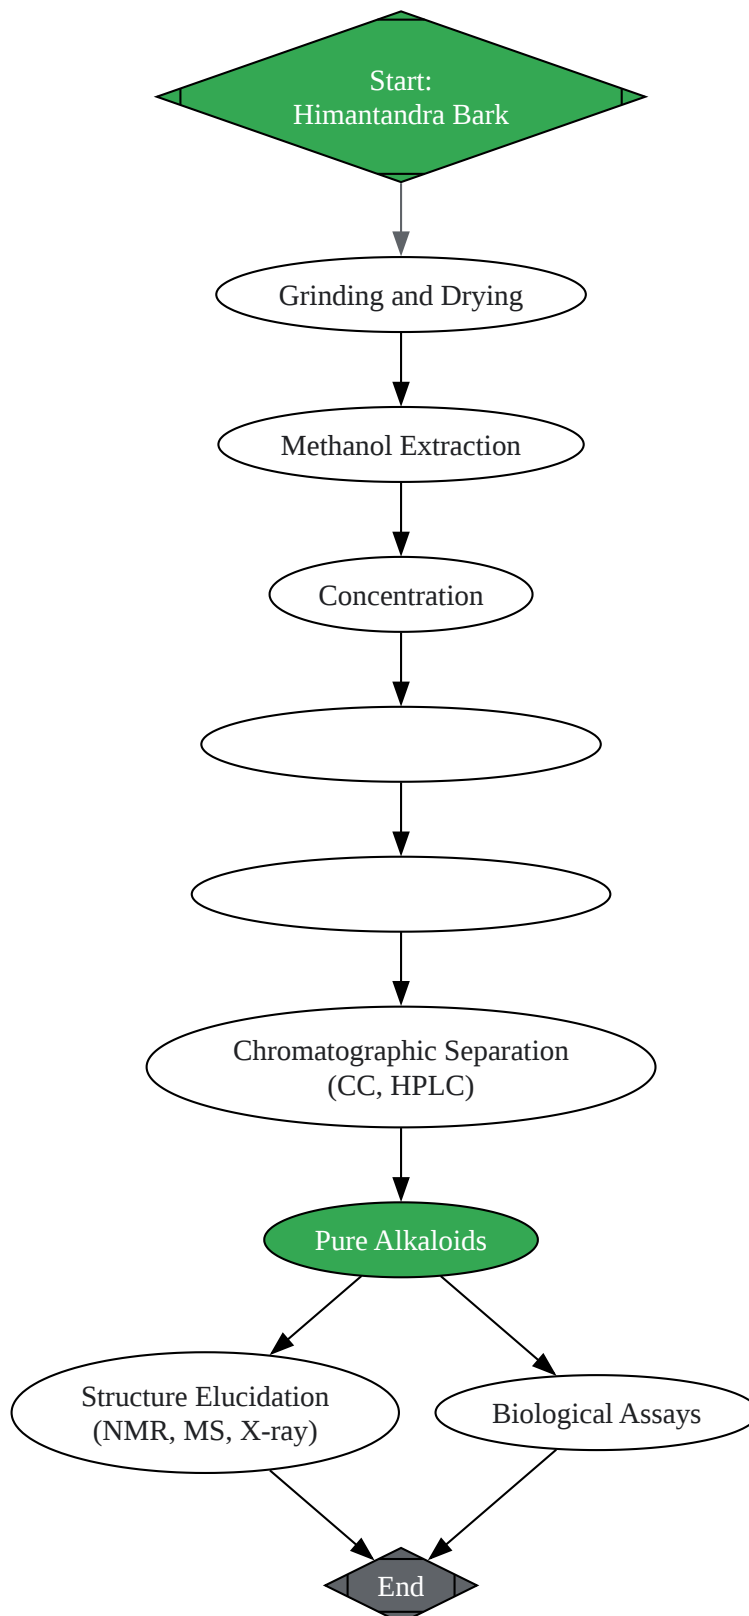 Start:
Himantandra Bark
Grinding and Drying
Methanol Extraction
Concentration
Chromatographic Separation
(CC, HPLC)
Pure Alkaloids
Structure Elucidation
(NMR, MS, X-ray)
Biological Assays
End